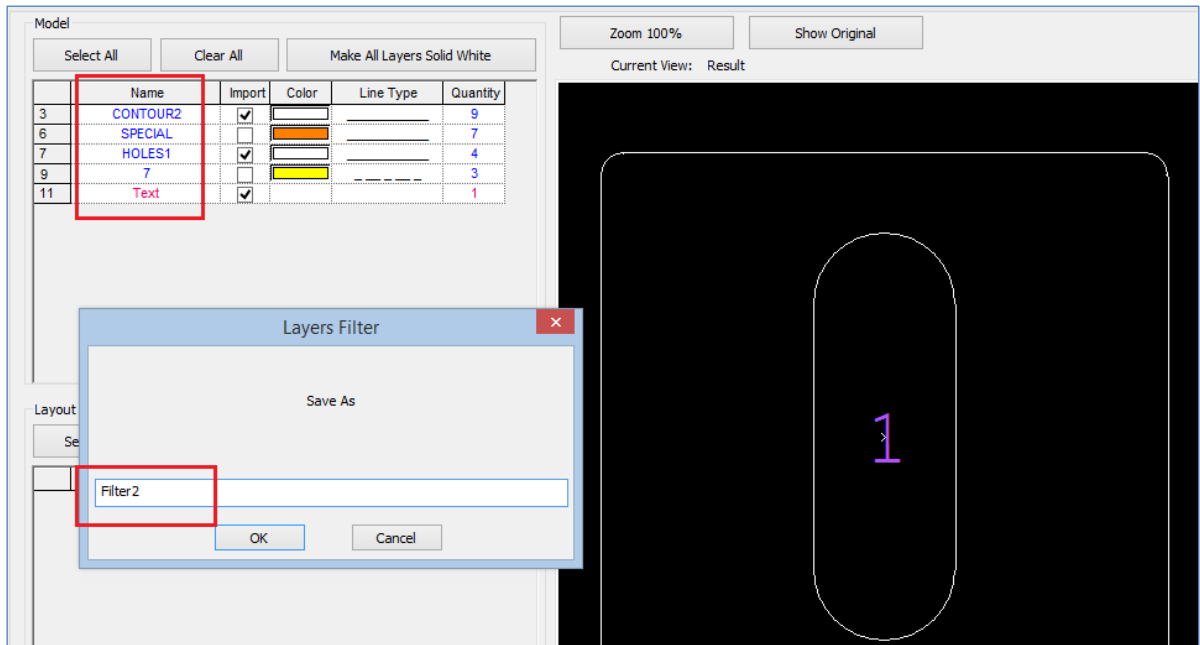 Model
Select All Clear All Make All Layers Solid White
Zoom 100% Show Original
Current View: Result
Name Import Color Line Type Quantity
3 CONTOUR2 9
6 SPECIAL 7
7 HOLES1 4
9 7 3
11 Text 1
Layers Filter
Save As
Layout
Se
Filter2
OK Cancel
1